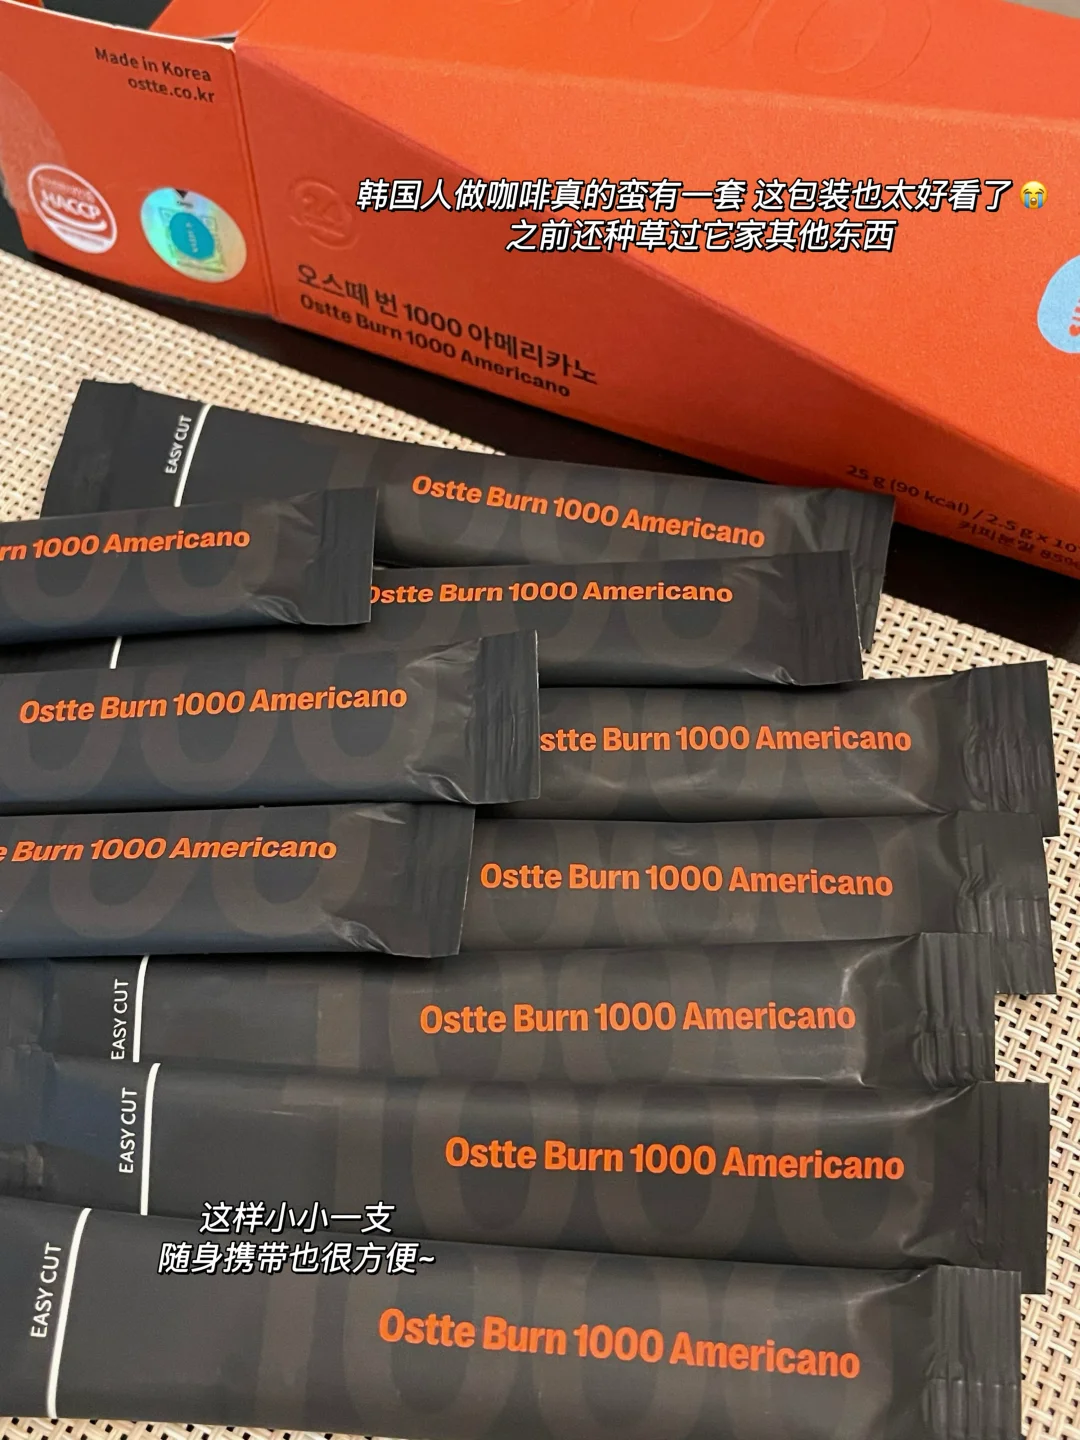 Made in Korea
ostte.co.kr
HACCP
韩国人做咖啡真的蛮有一套 这包装也太好看了😭
之前还种草过它家其他东西
오스떼 번 1000 아메리카노
Ostte Burn 1000 Americano
25 g (90 kcal) / 2.5 g x 10
커피분말
EASY CUT
Ostte Burn 1000 Americano
rn 1000 Americano
Ostte Burn 1000 Americano
Ostte Burn 1000 Americano
stte Burn 1000 Americano
e Burn 1000 Americano
Ostte Burn 1000 Americano
EASY CUT
Ostte Burn 1000 Americano
EASY CUT
Ostte Burn 1000 Americano
这样小小一支
随身携带也很方便~
EASY CUT
Ostte Burn 1000 Americano